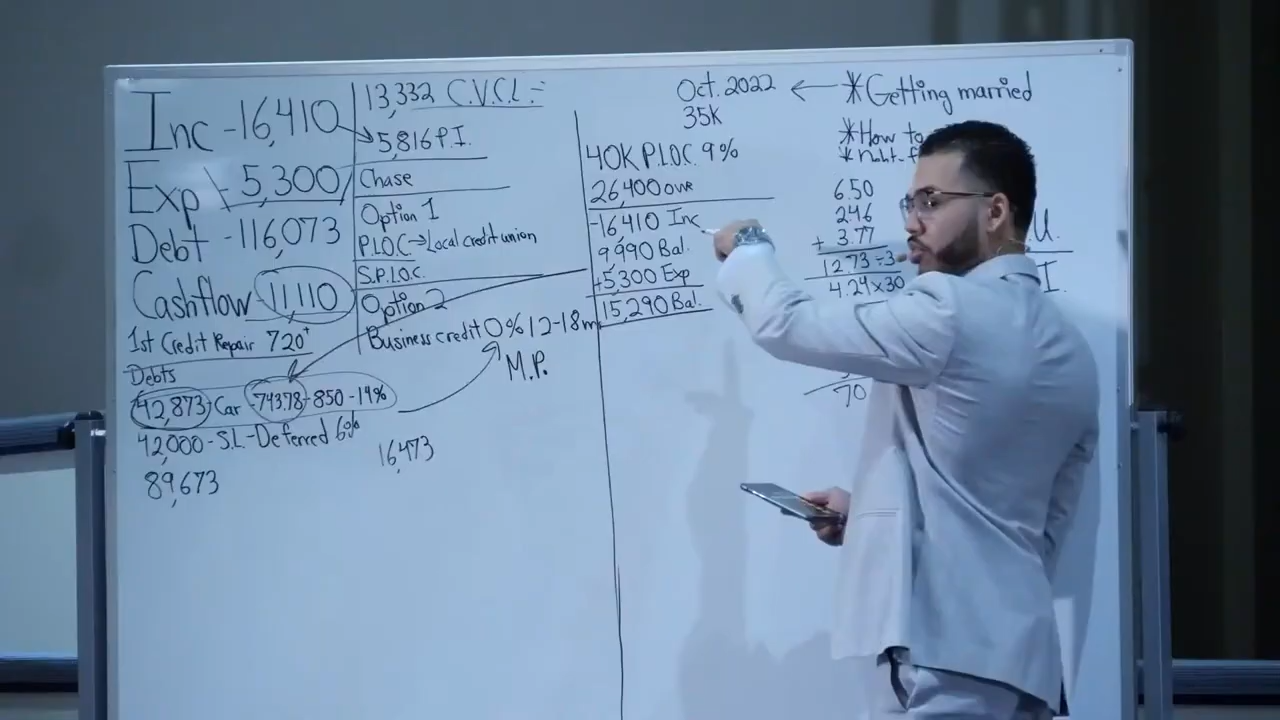 Inc -16,410
Exp - 5,300
Debt -116,073
Cashflow - 11,110
1st Credit Repair 720+
Debts
42,873 - Car - 743.78 - 850 - 14%
42,000 - S.L. - Deferred 6%
89,673
13,332 C.V.C.L =
5,816 P.I.
Chase
Option 1
P.L.O.C → Local credit union
S.P.L.O.C.
Option 2
Business credit 0% 12-18m
M.P.
16,473
Oct. 2022 ← *Getting married
35K
40K P.L.O.C. 9%
26,400 owe
-16,410 Inc
9,990 Bal.
+5,300 Exp
15,290 Bal.
*How to
*
6.50
246
+ 3.77
12.73 ÷ 3
4.24 x 30
70
U.
I.